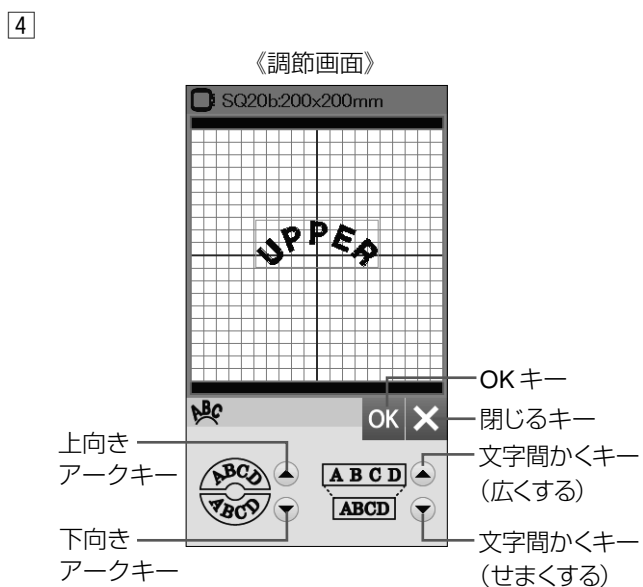 4
《調節画面》
SQ20b:200x200mm
UPPER
ABC
OK
OK キー
閉じるキー
上向き
アークキー
ABCD
ABCD
A B C D
ABCD
文字間かくキー
(広くする)
下向き
アークキー
文字間かくキー
(せまくする)